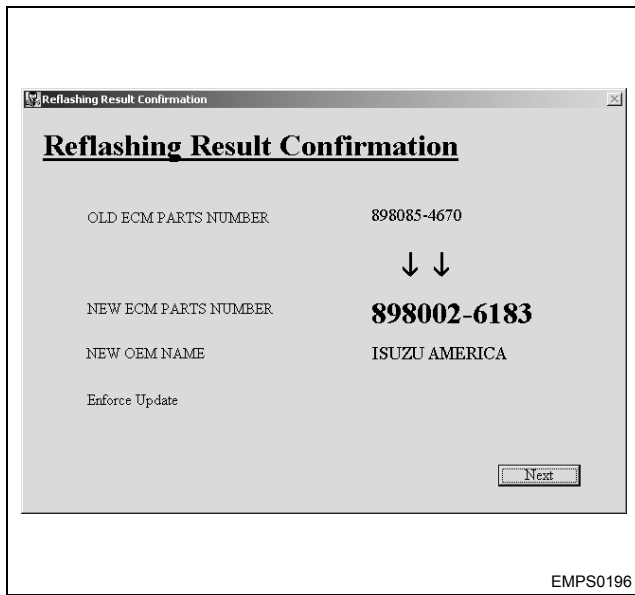 Reflashing Result Confirmation
Reflashing Result Confirmation
OLD ECM PARTS NUMBER 898085-4670
↓ ↓
NEW ECM PARTS NUMBER 898002-6183
NEW OEM NAME ISUZU AMERICA
Enforce Update
Next
EMPS0196